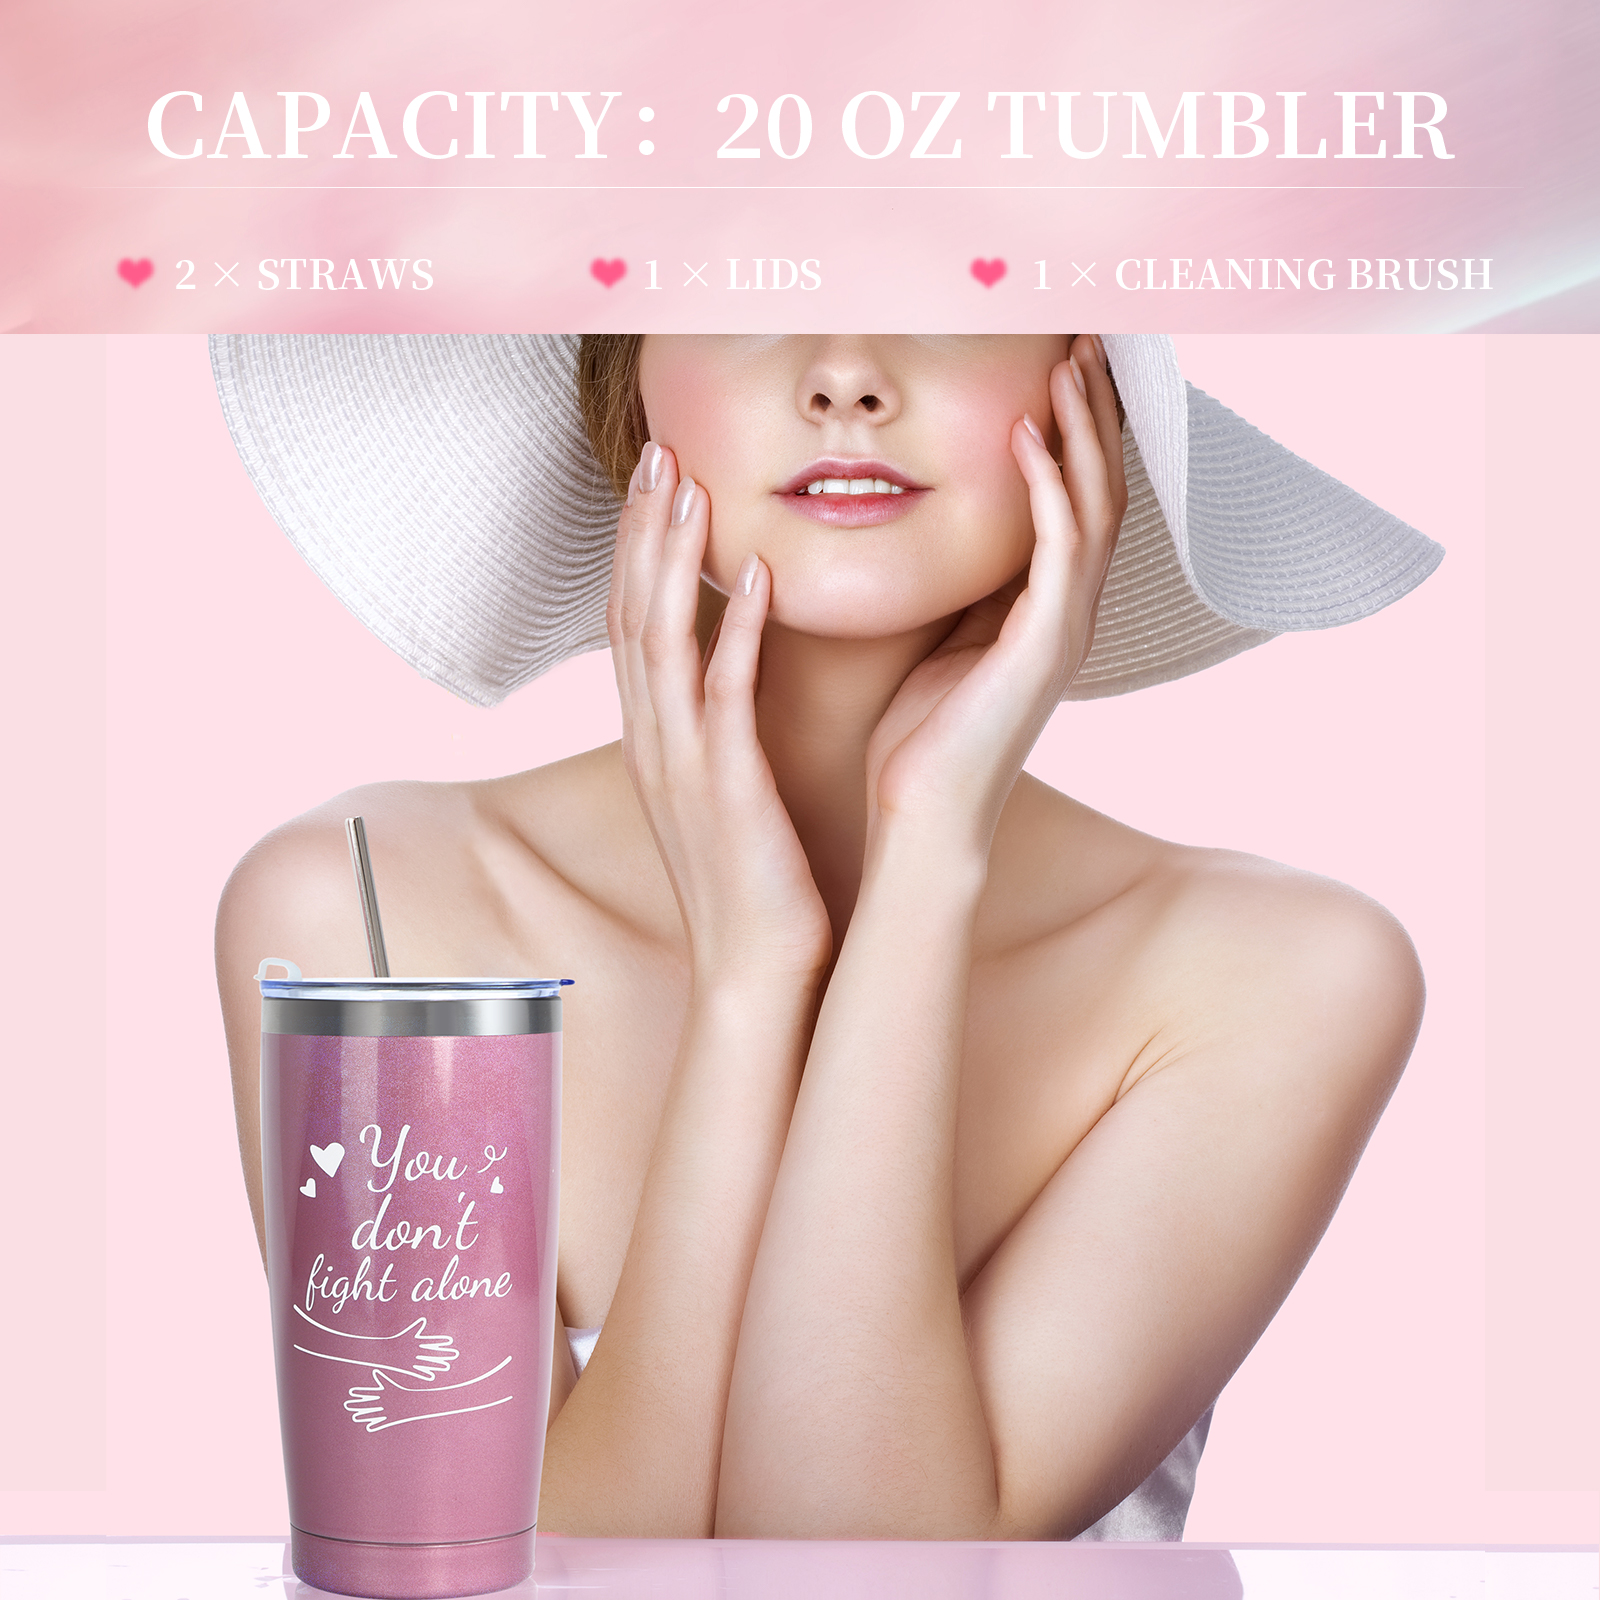 CAPACITY：20 OZ TUMBLER
2 × STRAWS
1 × LIDS
1 × CLEANING BRUSH
You
don't
fight alone